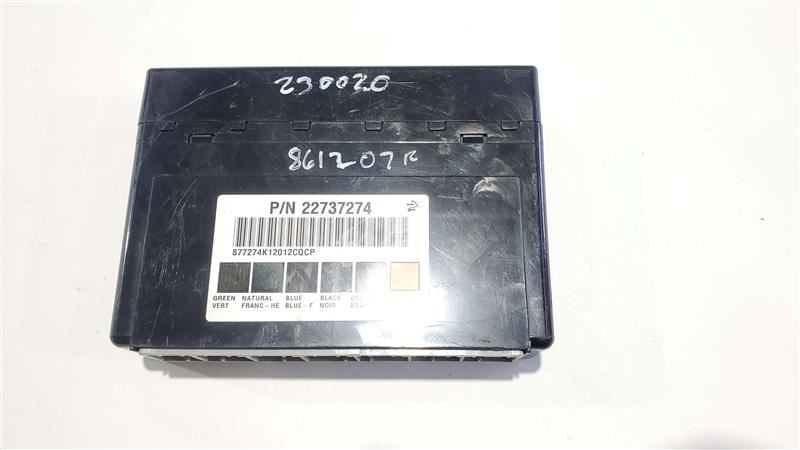 230020
861207R
P/N 22737274
877274K12012CQCP
GREEN NATURAL BLUE BLACK
VERT FRANC-HE BLUE-F NOIR